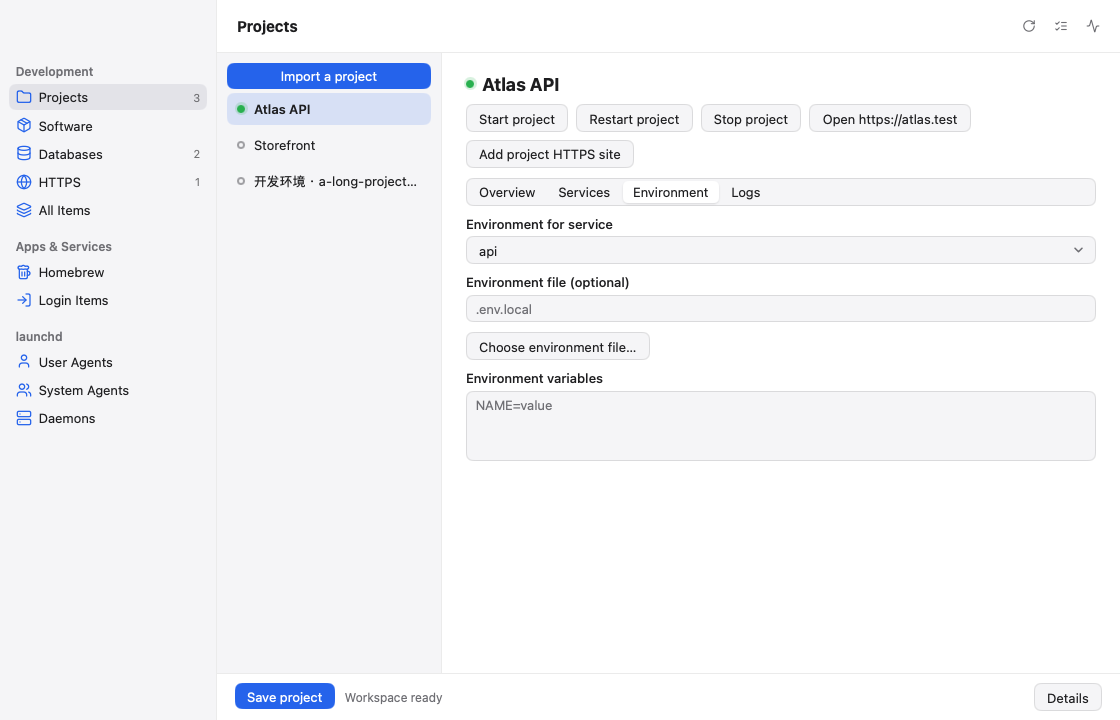 Projects
Development
Projects 3
Software
Databases 2
HTTPS 1
All Items
Apps & Services
Homebrew
Login Items
launchd
User Agents
System Agents
Daemons
Import a project
Atlas API
Storefront
开发环境 · a-long-project...
Atlas API
Start project
Restart project
Stop project
Open https://atlas.test
Add project HTTPS site
Overview
Services
Environment
Logs
Environment for service
api
Environment file (optional)
.env.local
Choose environment file...
Environment variables
NAME=value
Save project
Workspace ready
Details